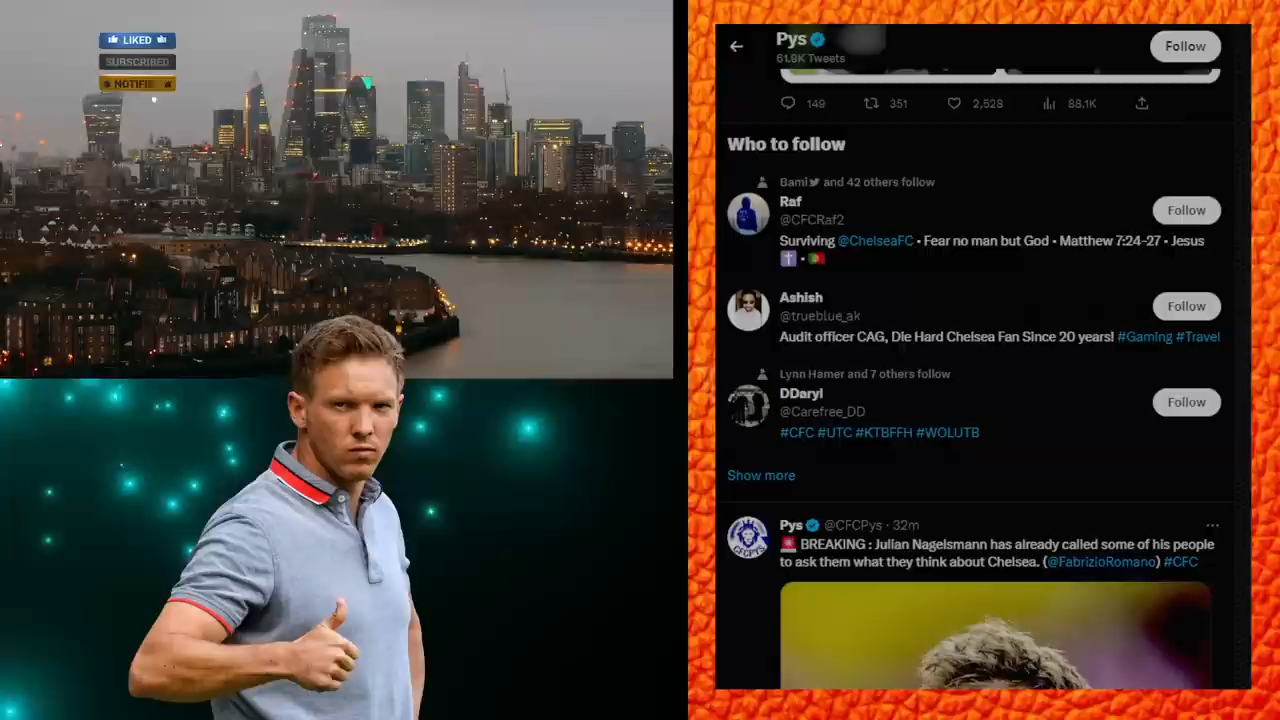 LIKED
SUBSCRIBED
NOTIFIE
Pys
61.8K Tweets
Follow
149 351 2,528 88.1K
Who to follow
Bami and 42 others follow
Raf
@CFCRaf2
Follow
Surviving @ChelseaFC • Fear no man but God • Matthew 7:24-27 • Jesus
✝️ • 🇵🇹
Ashish
@trueblue_ak
Follow
Audit officer CAG, Die Hard Chelsea Fan Since 20 years! #Gaming #Travel
Lynn Hamer and 7 others follow
DDaryl
@Carefree_DD
Follow
#CFC #UTC #KTBFFH #WOLUTB
Show more
Pys @CFCPys · 32m
🚨 BREAKING : Julian Nagelsmann has already called some of his people
to ask them what they think about Chelsea. (@FabrizioRomano) #CFC
CFCPYS